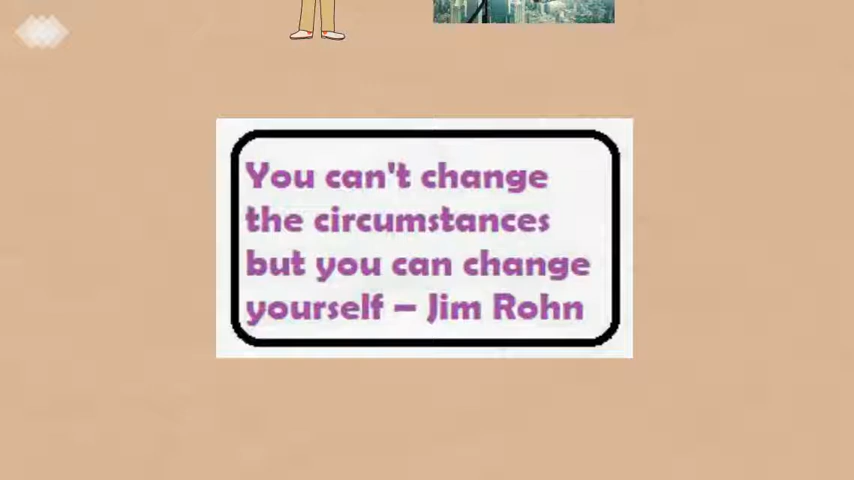 You can't change
the circumstances
but you can change
yourself – Jim Rohn